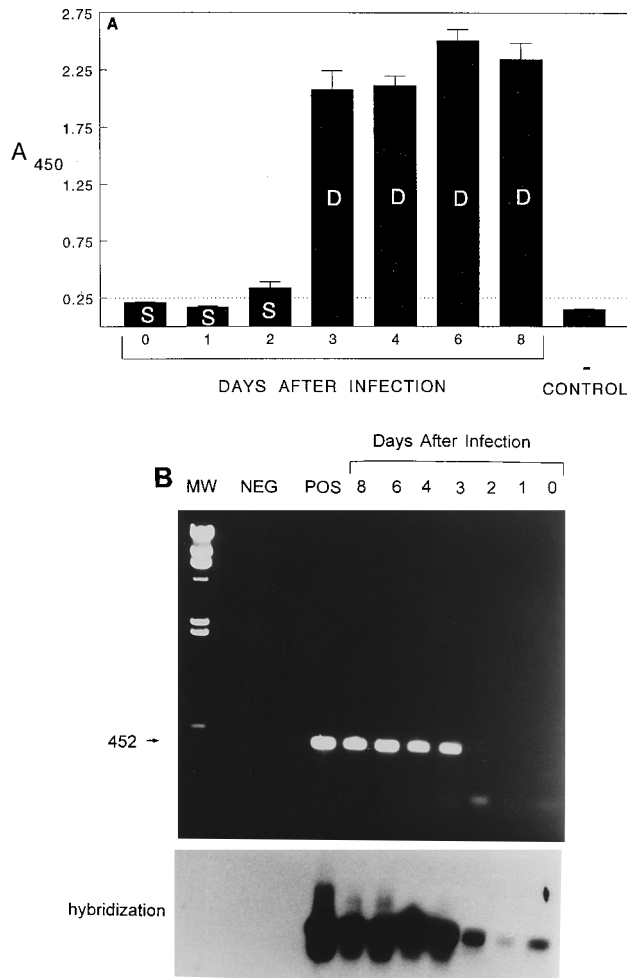 A
2.75
2.25
1.75
1.25
0.75
0.25
A 450
S S S D D D D
0 1 2 3 4 6 8 -
DAYS AFTER INFECTION CONTROL
Days After Infection
B MW NEG POS 8 6 4 3 2 1 0
452 →
hybridization